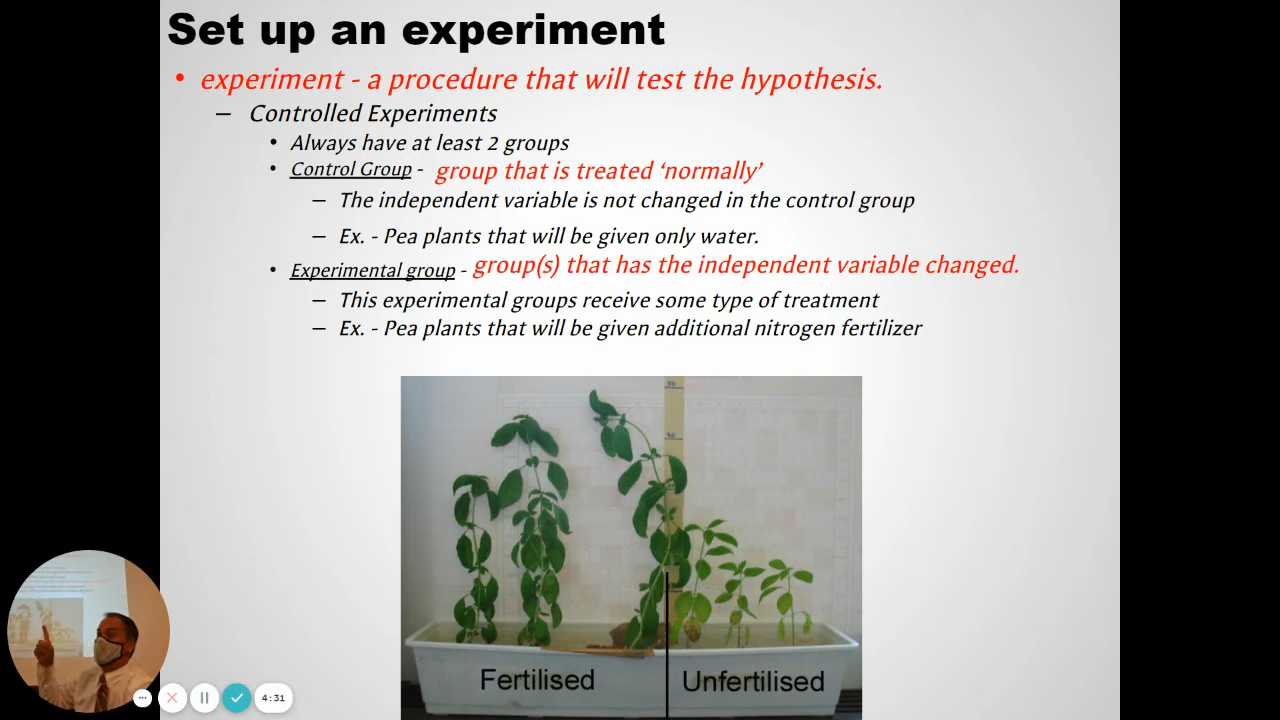 Set up an experiment
• experiment - a procedure that will test the hypothesis.
– Controlled Experiments
• Always have at least 2 groups
• Control Group - group that is treated ‘normally’
– The independent variable is not changed in the control group
– Ex. - Pea plants that will be given only water.
• Experimental group - group(s) that has the independent variable changed.
– This experimental groups receive some type of treatment
– Ex. - Pea plants that will be given additional nitrogen fertilizer
Fertilised
Unfertilised
4:31